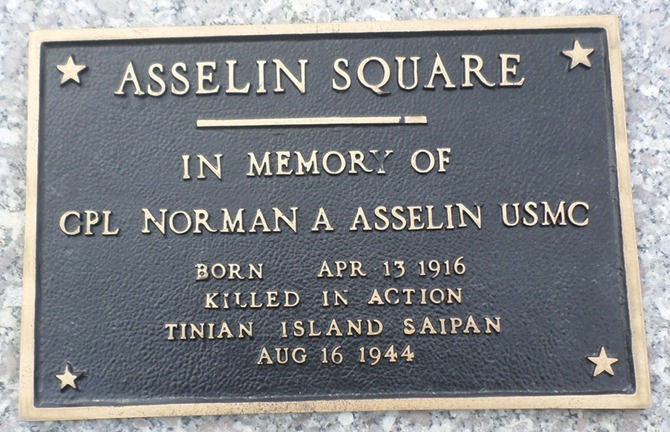 ASSELIN SQUARE
IN MEMORY OF
CPL NORMAN A ASSELIN USMC
BORN APR 13 1916
KILLED IN ACTION
TINIAN ISLAND SAIPAN
AUG 16 1944